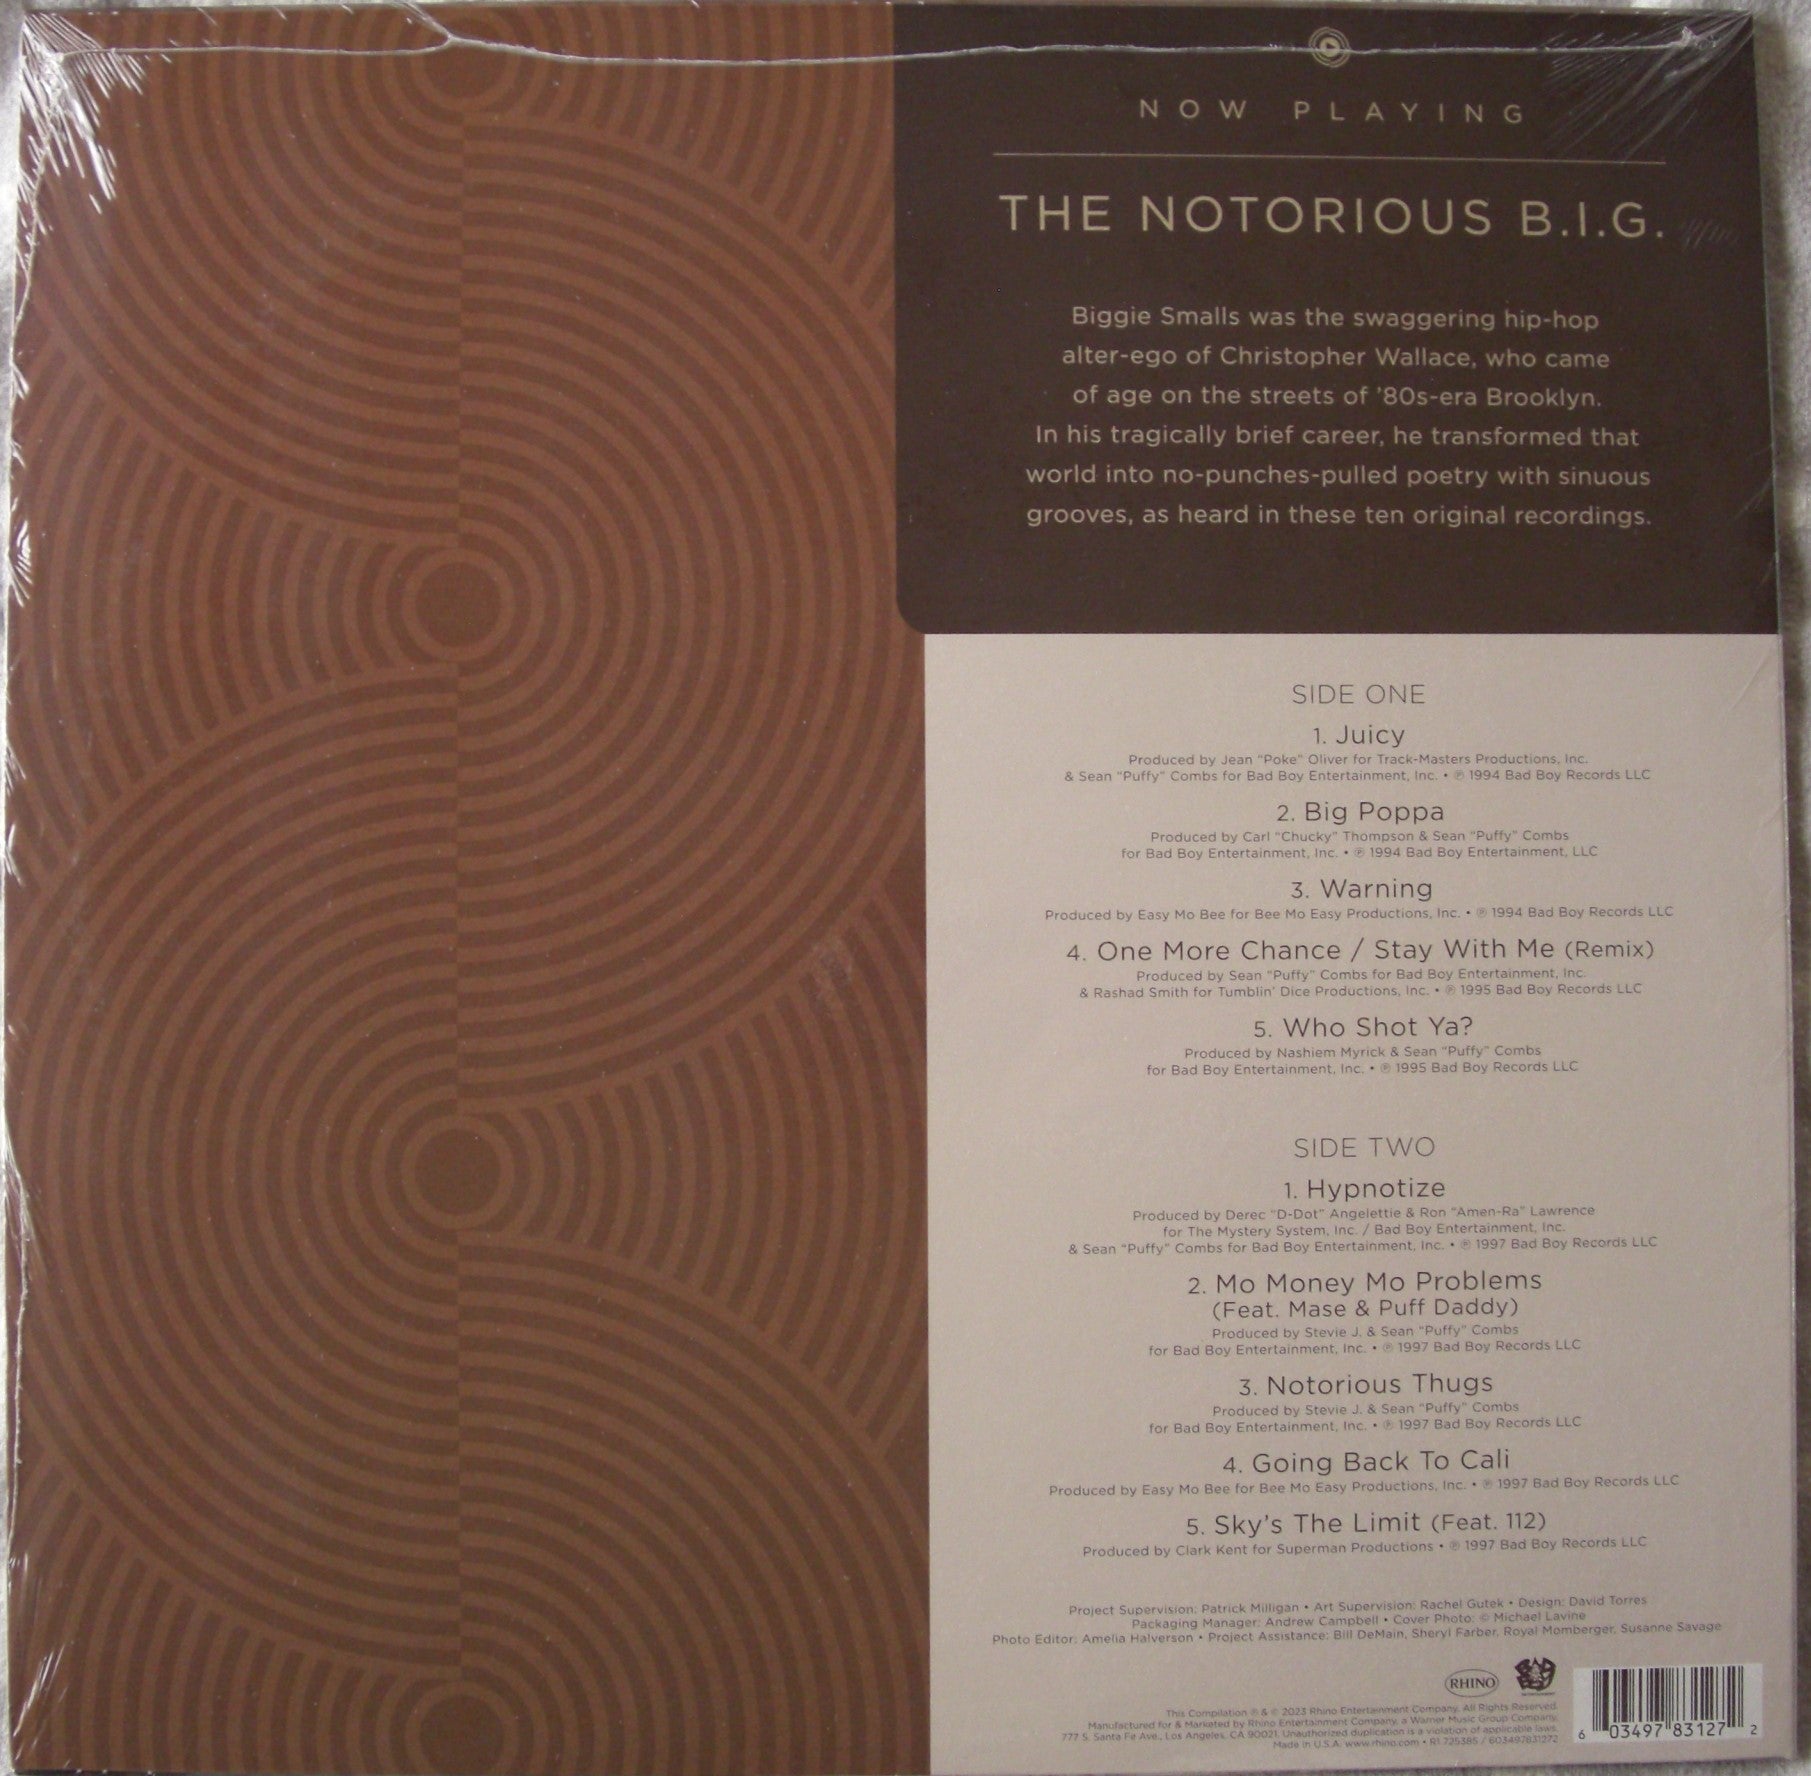 NOW PLAYING
THE NOTORIOUS B.I.G.
Biggie Smalls was the swaggering hip-hop
alter-ego of Christopher Wallace, who came
of age on the streets of '80s-era Brooklyn.
In his tragically brief career, he transformed that
world into no-punches-pulled poetry with sinuous
grooves, as heard in these ten original recordings.
SIDE ONE
1. Juicy
Produced by Jean "Poke" Oliver for Track-Masters Productions, Inc.
& Sean "Puffy" Combs for Bad Boy Entertainment, Inc. • ℗ 1994 Bad Boy Records LLC
2. Big Poppa
Produced by Carl "Chucky" Thompson & Sean "Puffy" Combs
for Bad Boy Entertainment, Inc. • ℗ 1994 Bad Boy Entertainment, LLC
3. Warning
Produced by Easy Mo Bee for Bee Mo Easy Productions, Inc. • ℗ 1994 Bad Boy Records LLC
4. One More Chance / Stay With Me (Remix)
Produced by Sean "Puffy" Combs for Bad Boy Entertainment, Inc.
& Rashad Smith for Tumblin' Dice Productions, Inc. • ℗ 1995 Bad Boy Records LLC
5. Who Shot Ya?
Produced by Nashiem Myrick & Sean "Puffy" Combs
for Bad Boy Entertainment, Inc. • ℗ 1995 Bad Boy Records LLC
SIDE TWO
1. Hypnotize
Produced by Derec "D-Dot" Angelettie & Ron "Amen-Ra" Lawrence
for The Mystery System, Inc. / Bad Boy Entertainment, Inc.
& Sean "Puffy" Combs for Bad Boy Entertainment, Inc. • ℗ 1997 Bad Boy Records LLC
2. Mo Money Mo Problems
(Feat. Mase & Puff Daddy)
Produced by Stevie J. & Sean "Puffy" Combs
for Bad Boy Entertainment, Inc. • ℗ 1997 Bad Boy Records LLC
3. Notorious Thugs
Produced by Stevie J. & Sean "Puffy" Combs
for Bad Boy Entertainment, Inc. • ℗ 1997 Bad Boy Records LLC
4. Going Back To Cali
Produced by Easy Mo Bee for Bee Mo Easy Productions, Inc. • ℗ 1997 Bad Boy Records LLC
5. Sky's The Limit (Feat. 112)
Produced by Clark Kent for Superman Productions • ℗ 1997 Bad Boy Records LLC
Project Supervision: Patrick Milligan • Art Supervision: Rachel Gutek • Design: David Torres
Packaging Manager: Andrew Campbell • Cover Photo: © Michael Lavine
Photo Editor: Amelia Halverson • Project Assistance: Bill DeMain, Sheryl Farber, Royal Momberger, Susanne Savage
RHINO
BAD BOY
This Compilation ℗ & © 2023 Rhino Entertainment Company. All Rights Reserved.
Manufactured for & Marketed by Rhino Entertainment Company, a Warner Music Group Company,
777 S. Santa Fe Ave., Los Angeles, CA 90021. Unauthorized duplication is a violation of applicable laws.
Made in U.S.A. www.rhino.com • R1 725385 / 603497831272
6 03497 83127 2